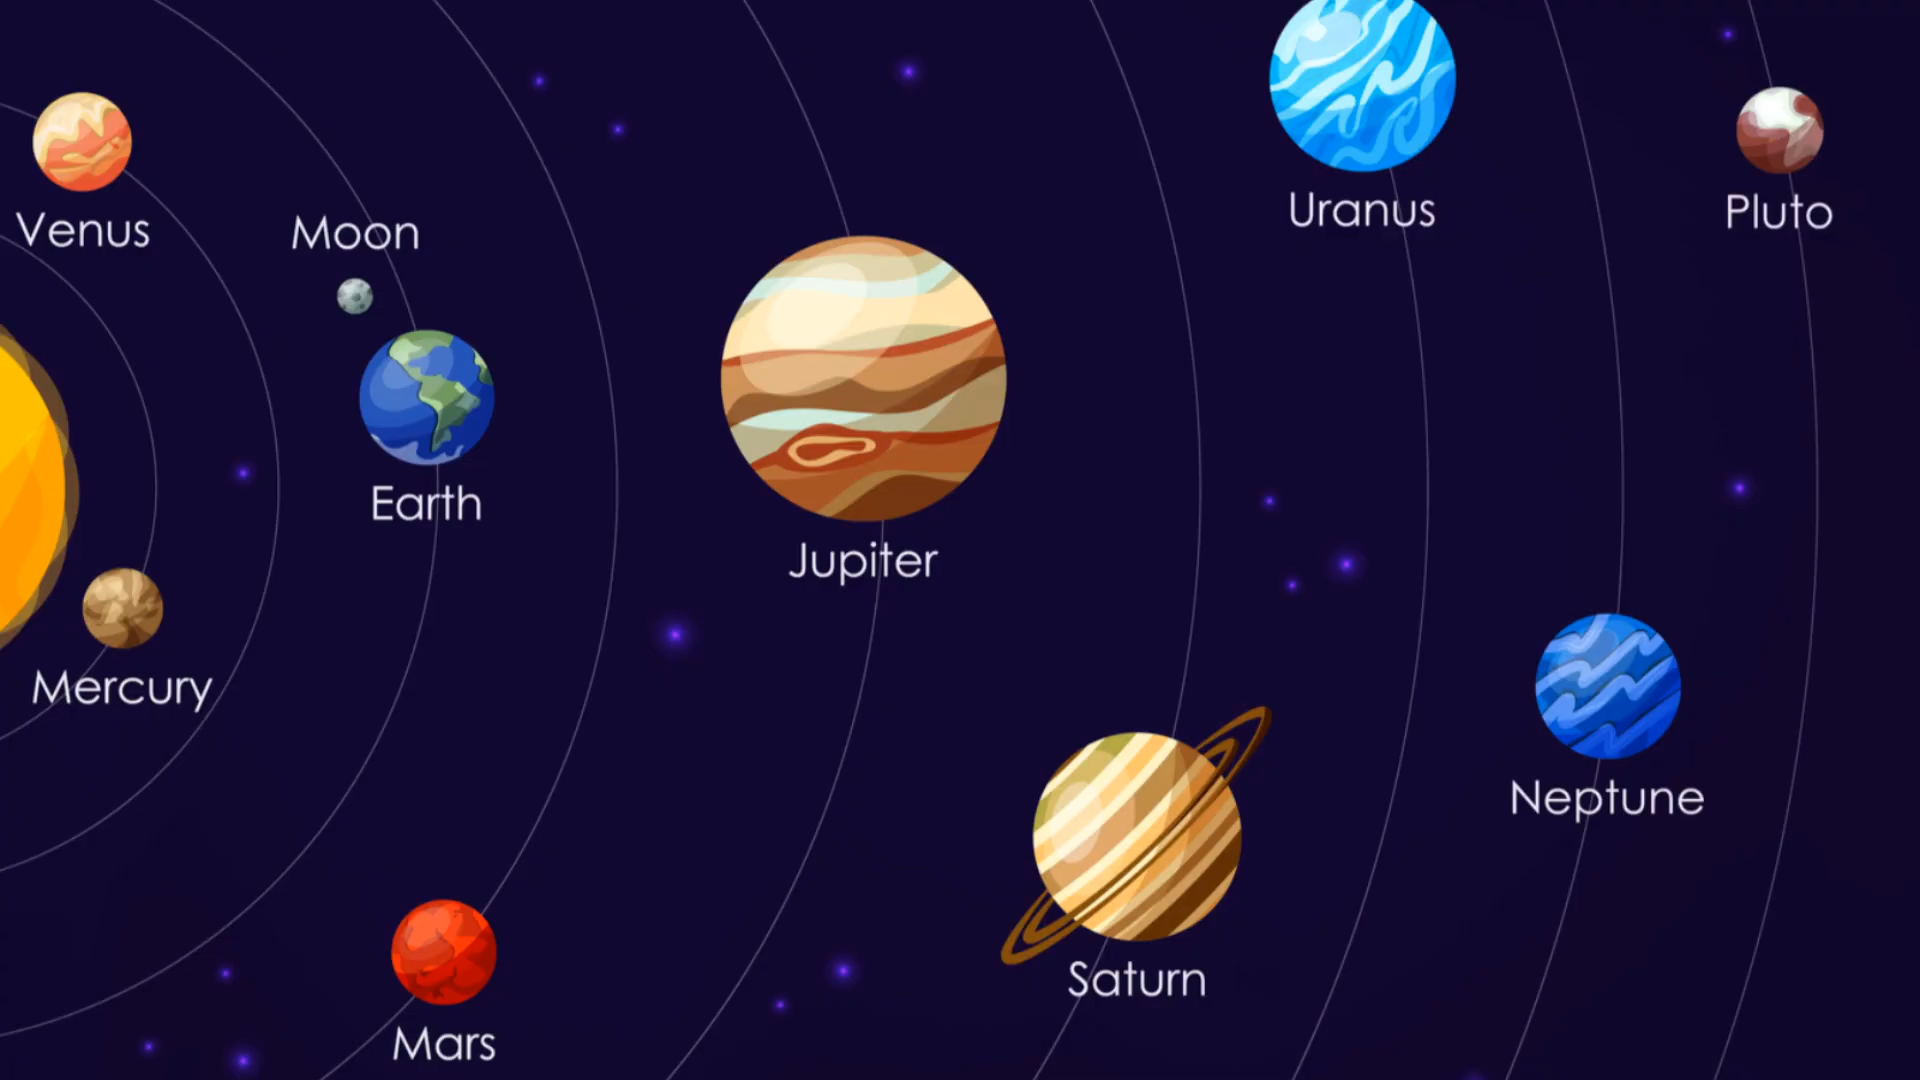 Venus
Moon
Uranus
Pluto
Earth
Jupiter
Mercury
Neptune
Saturn
Mars